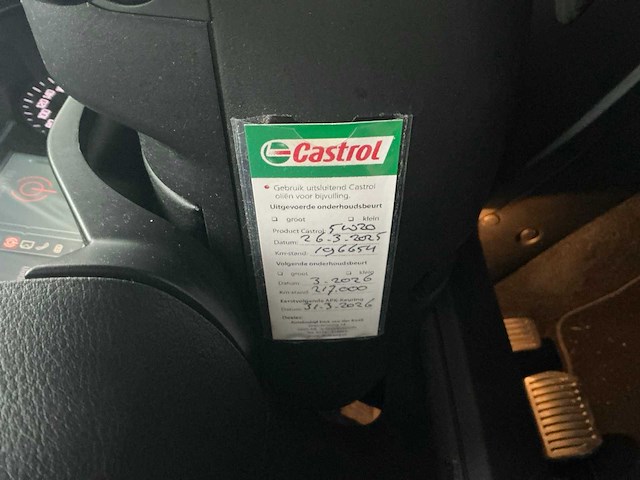 Castrol
Gebruik uitsluitend Castrol
oliën voor bijvulling.
Uitgevoerde onderhoudsbeurt
groot klein
Product Castrol 5W20
Datum: 26-3-2025
Km-stand: 196654
Volgende onderhoudsbeurt
groot klein
Datum: 3-2026
Km-stand: 217.000
Eerstvolgende APK-keuring
Datum: 31-3-2026
Dealer: